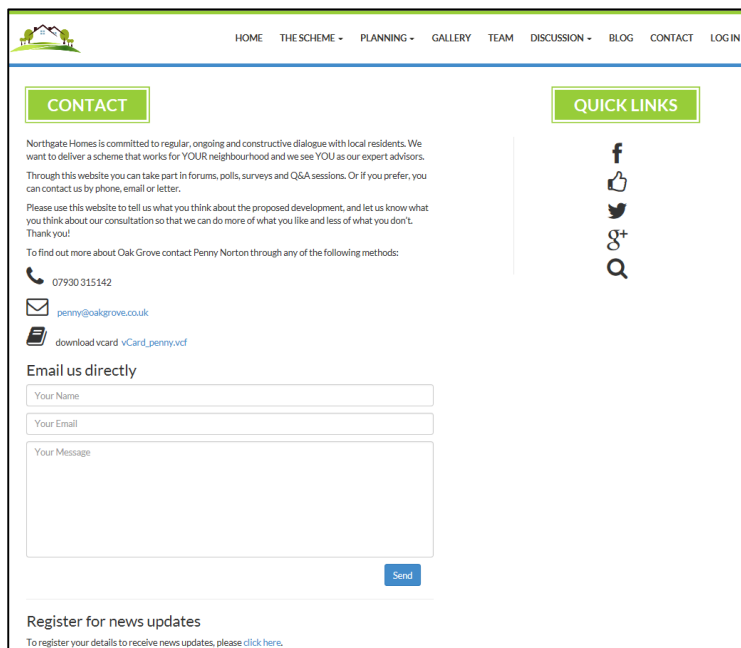 HOME THE SCHEME PLANNING GALLERY TEAM DISCUSSION BLOG CONTACT LOG IN
CONTACT
Northgate Homes is committed to regular, ongoing and constructive dialogue with local residents. We
want to deliver a scheme that works for YOUR neighbourhood and we see YOU as our expert advisors.
Through this website you can take part in forums, polls, surveys and Q&A sessions. Or if you prefer, you
can contact us by phone, email or letter.
Please use this website to tell us what you think about the proposed development, and let us know what
you think about our consultation so that we can do more of what you like and less of what you don't.
Thank you!
To find out more about Oak Grove contact Penny Norton through any of the following methods:
07930 315142
penny@oakgrove.co.uk
download vcard vCard_penny.vcf
Email us directly
Your Name
Your Email
Your Message
Send
Register for news updates
To register your details to receive news updates, please click here.
QUICK LINKS
f
g+